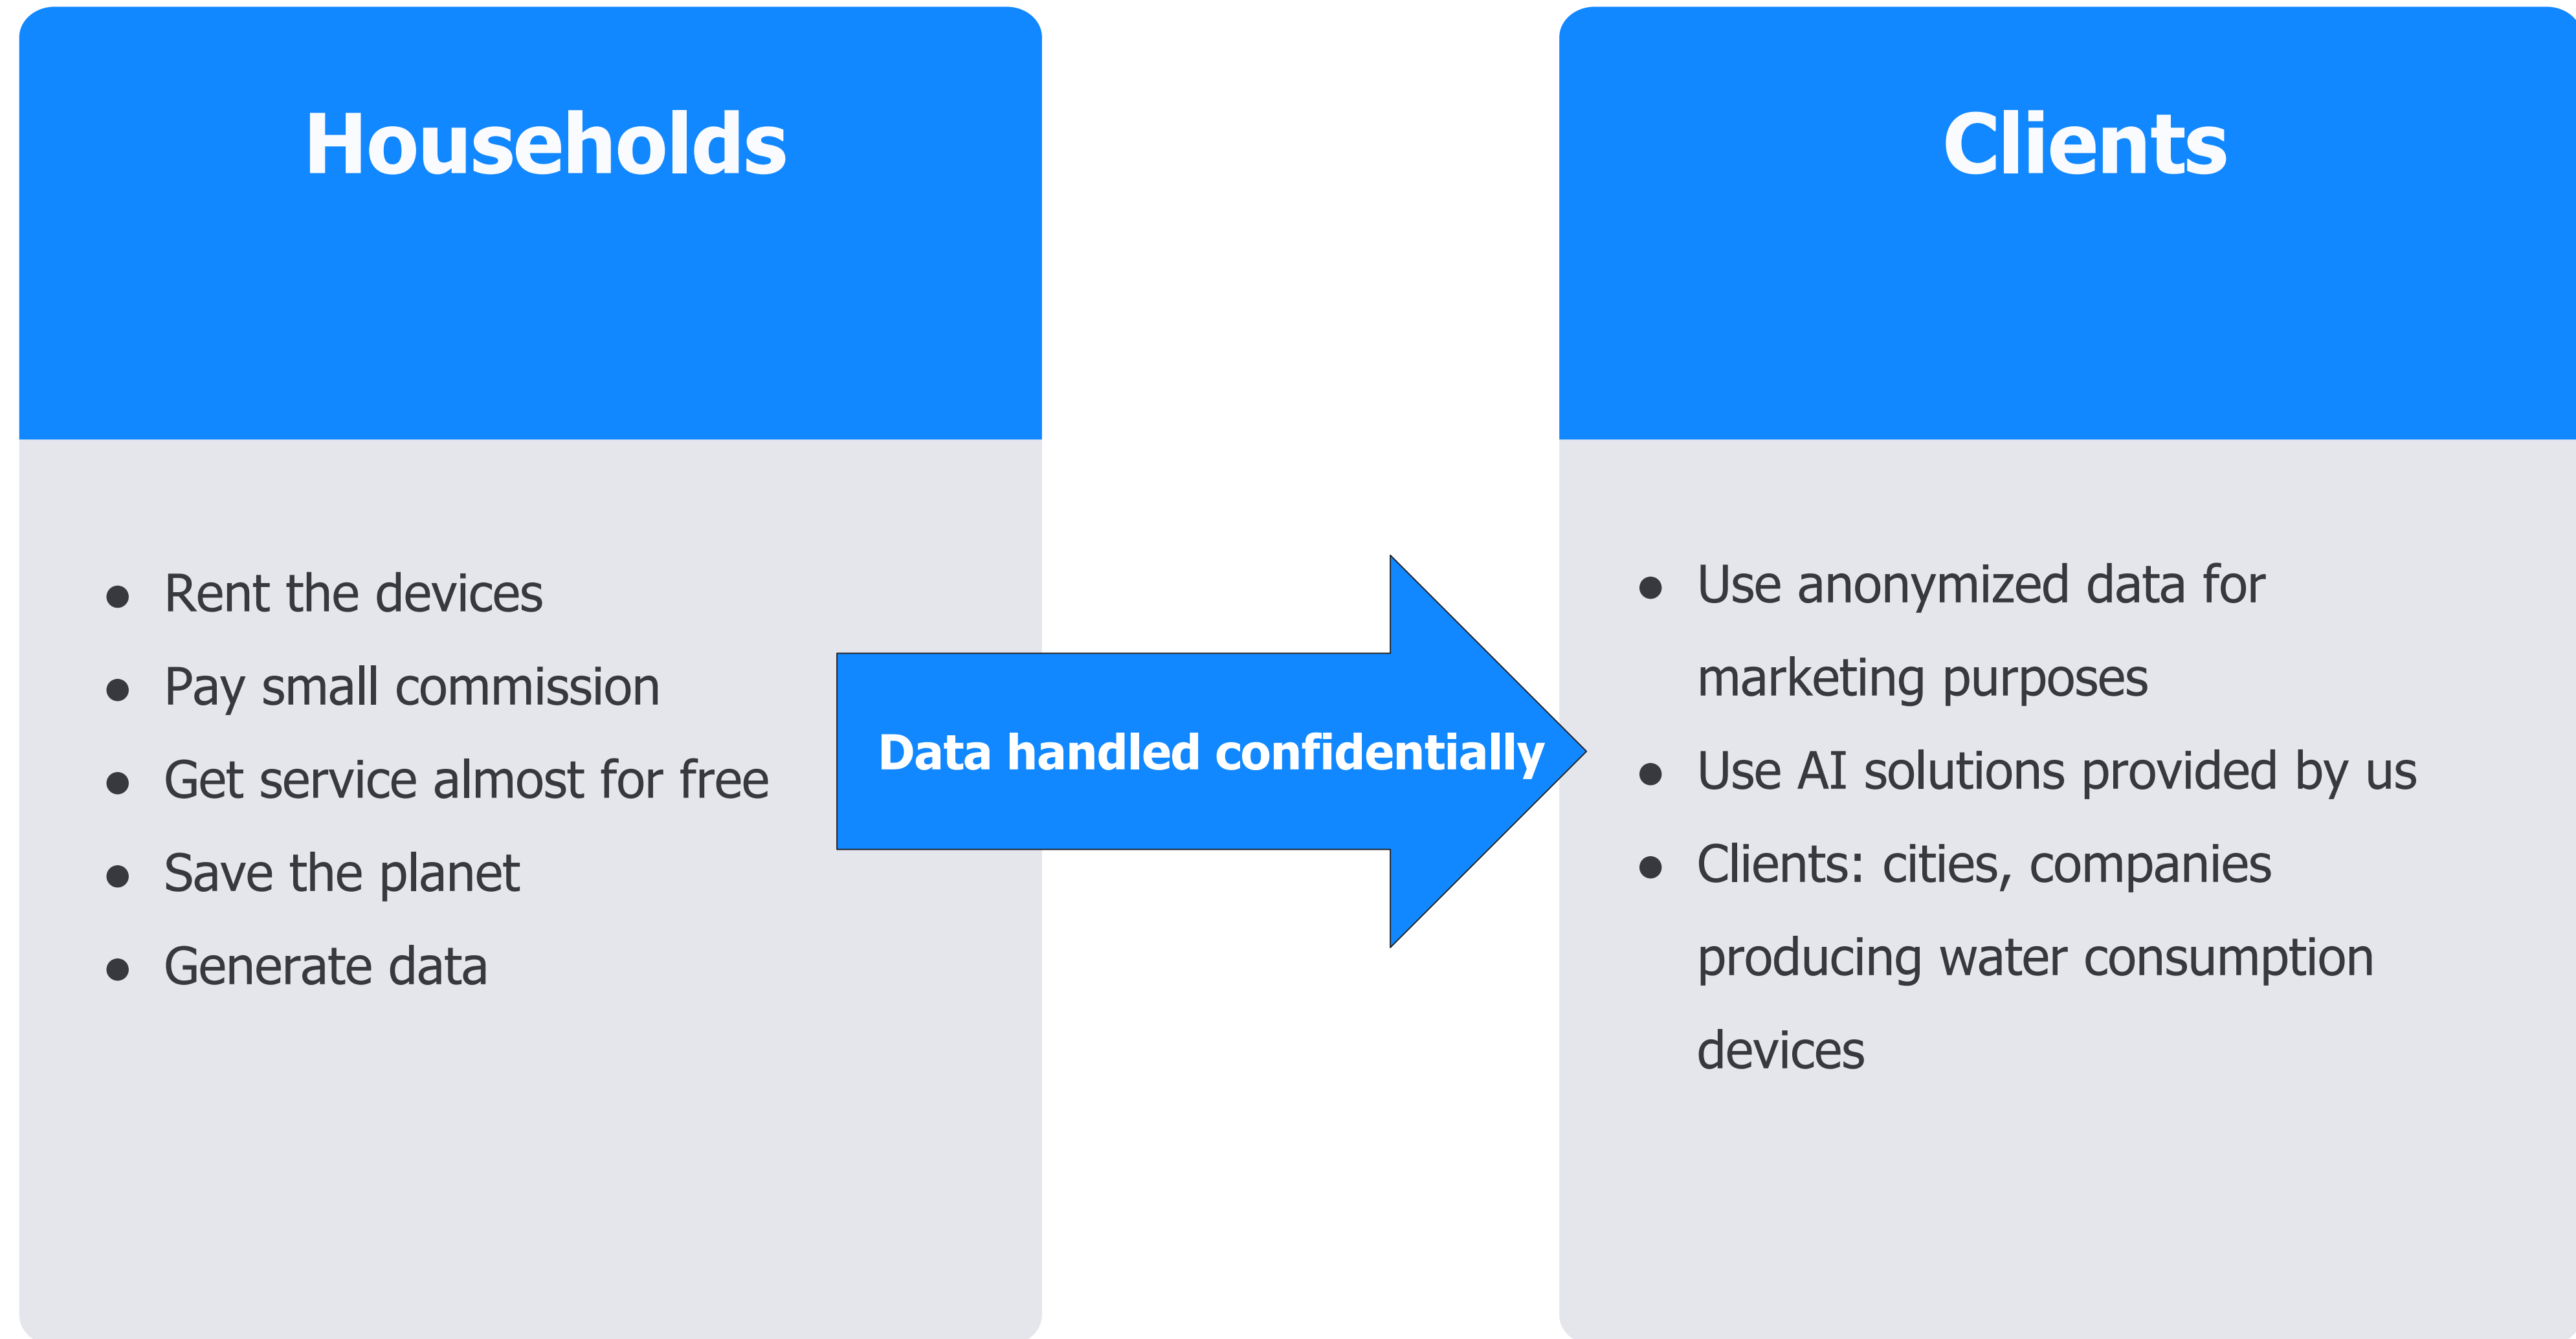 Households
● Rent the devices
● Pay small commission
● Get service almost for free
● Save the planet
● Generate data
Data handled confidentially
Clients
● Use anonymized data for
marketing purposes
● Use AI solutions provided by us
● Clients: cities, companies
producing water consumption
devices